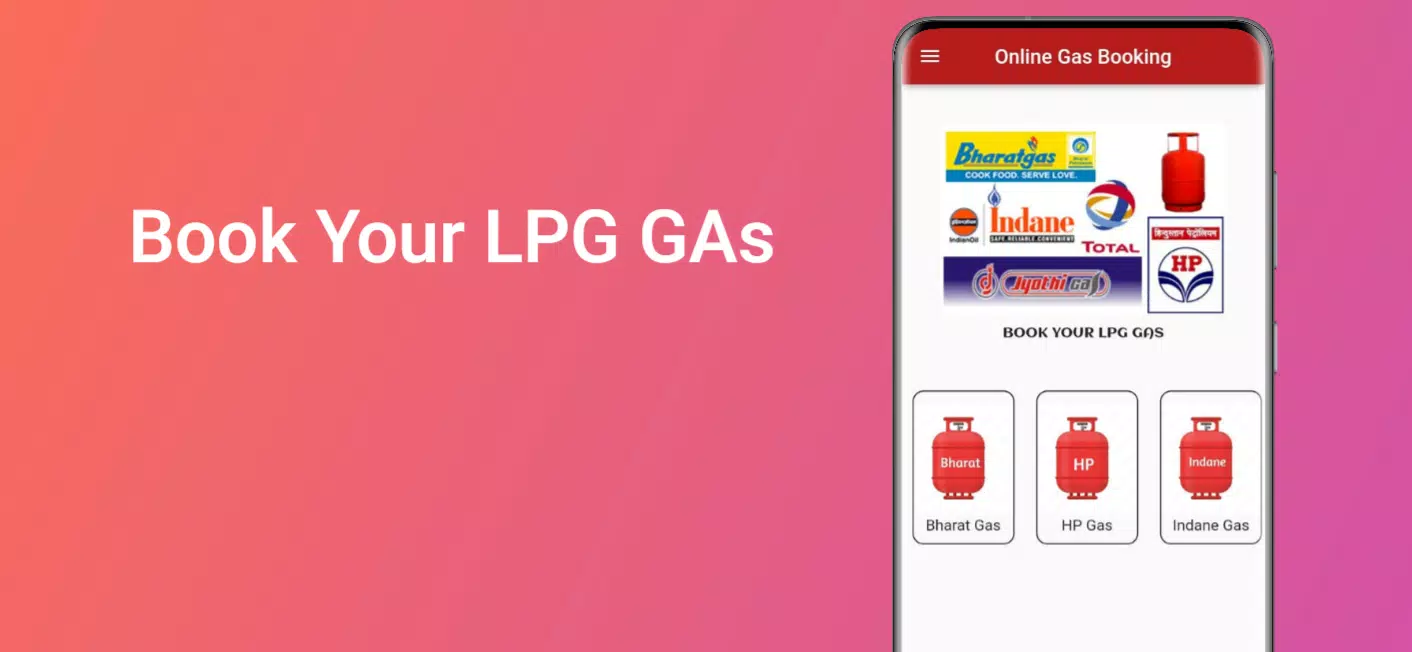 Book Your LPG GAs
Online Gas Booking
Bharatgas
COOK FOOD. SERVE LOVE.
Indane
IndianOil
SAFE. RELIABLE. CONVENIENT
TOTAL
हिन्दुस्तान पेट्रोलियम
HP
Jyothi gas
BOOK YOUR LPG GAS
Bharat
HP
Indane
Bharat Gas
HP Gas
Indane Gas